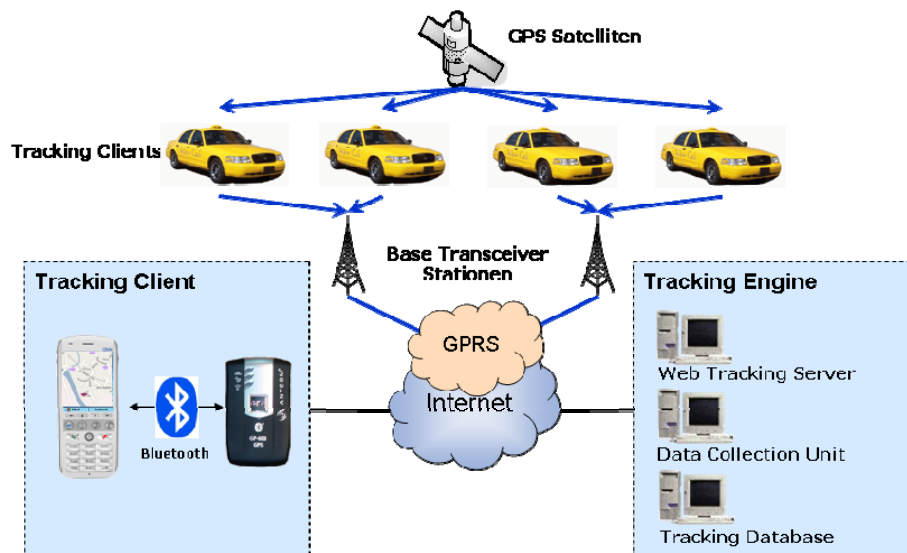 GPS Satelliten
Tracking Clients
Base Transceiver
Stationen
Tracking Client
Tracking Engine
GPRS
Internet
Web Tracking Server
Bluetooth
Data Collection Unit
Tracking Database